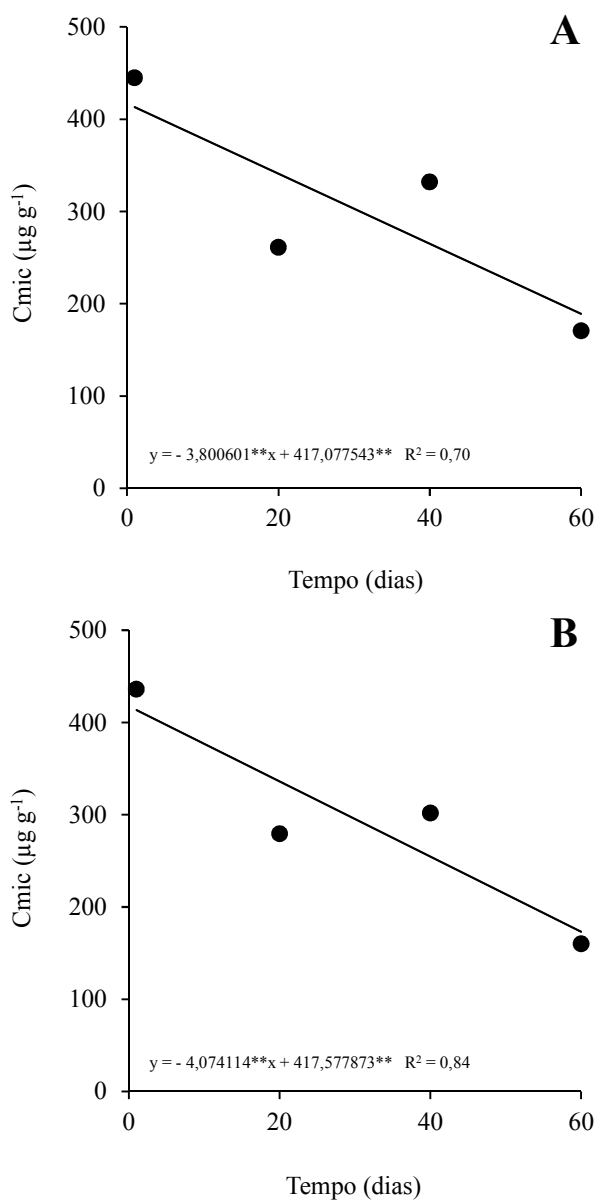 A
500
400
300
200
100
0
Cmic (µg g⁻¹)
y = - 3,800601**x + 417,077543** R² = 0,70
0 20 40 60
Tempo (dias)
B
500
400
300
200
100
0
Cmic (µg g⁻¹)
y = - 4,074114**x + 417,577873** R² = 0,84
0 20 40 60
Tempo (dias)